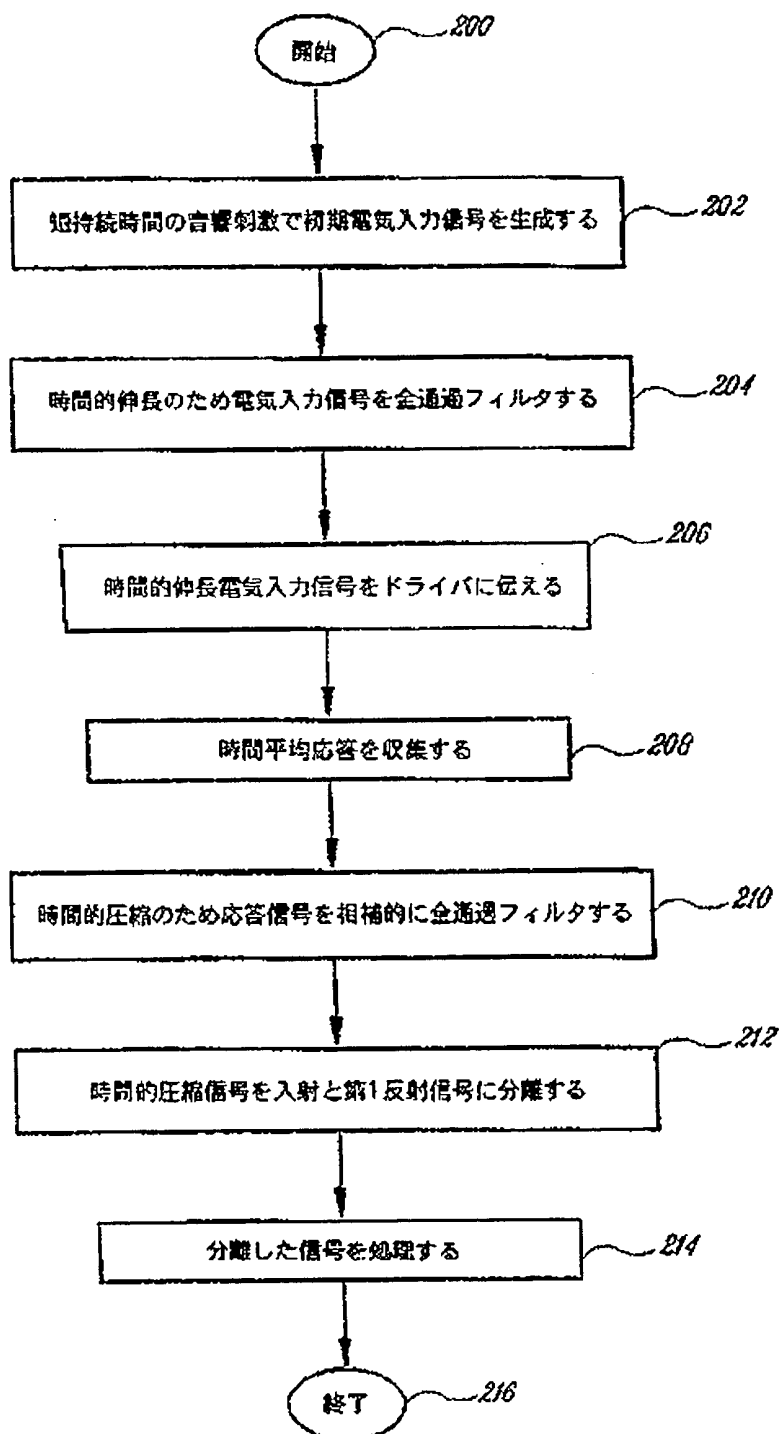 開始
200
短持続時間の音響刺激で初期電気入力信号を生成する
202
時間的伸長のため電気入力信号を全通過フィルタする
204
206
時間的伸長電気入力信号をドライバに伝える
時間平均応答を収集する
208
時間的圧縮のため応答信号を相補的に全通過フィルタする
210
212
時間的圧縮信号を入射と第1反射信号に分離する
分離した信号を処理する
214
終了
216